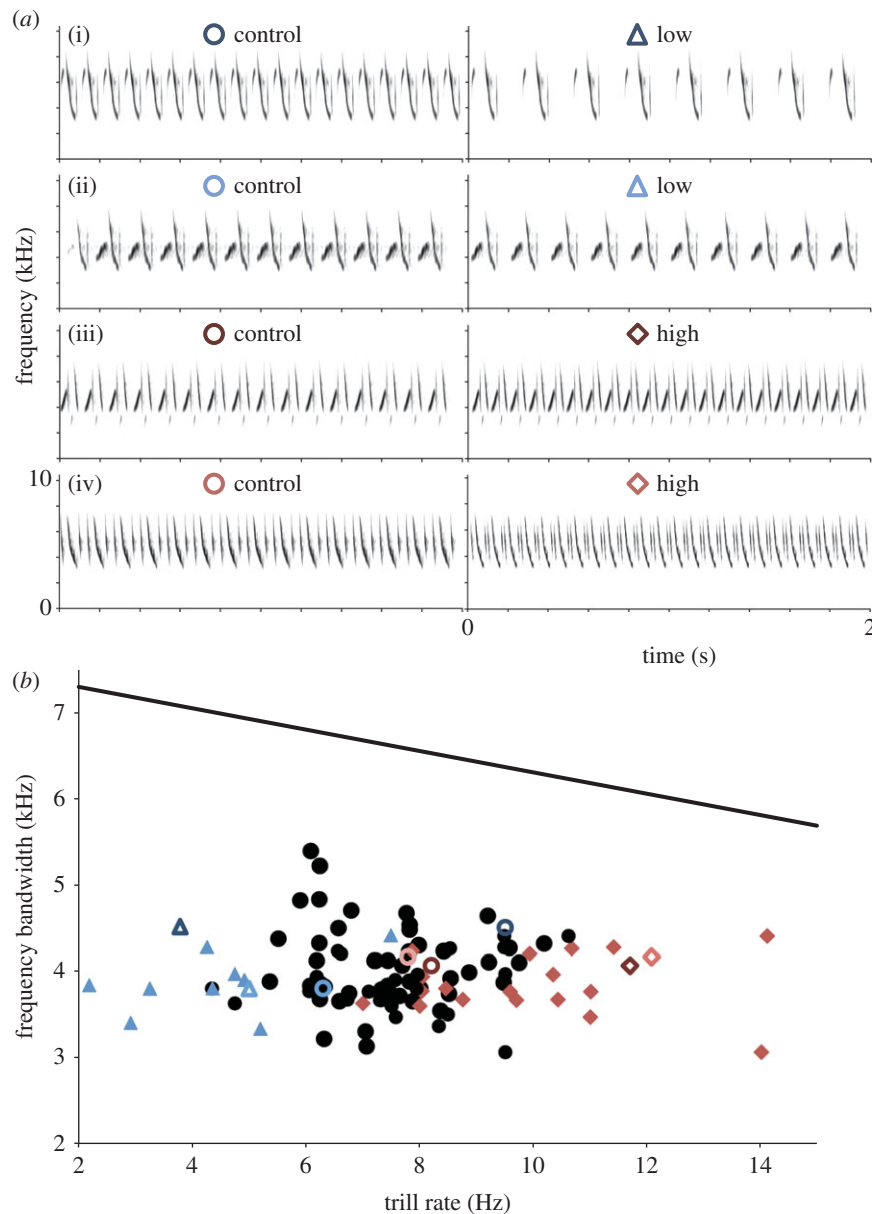 (a)
(i) control low
(ii) control low
(iii) control high
(iv) control high
frequency (kHz)
10
0
0 2
time (s)
(b)
7
6
5
4
3
2
frequency bandwidth (kHz)
2 4 6 8 10 12 14
trill rate (Hz)